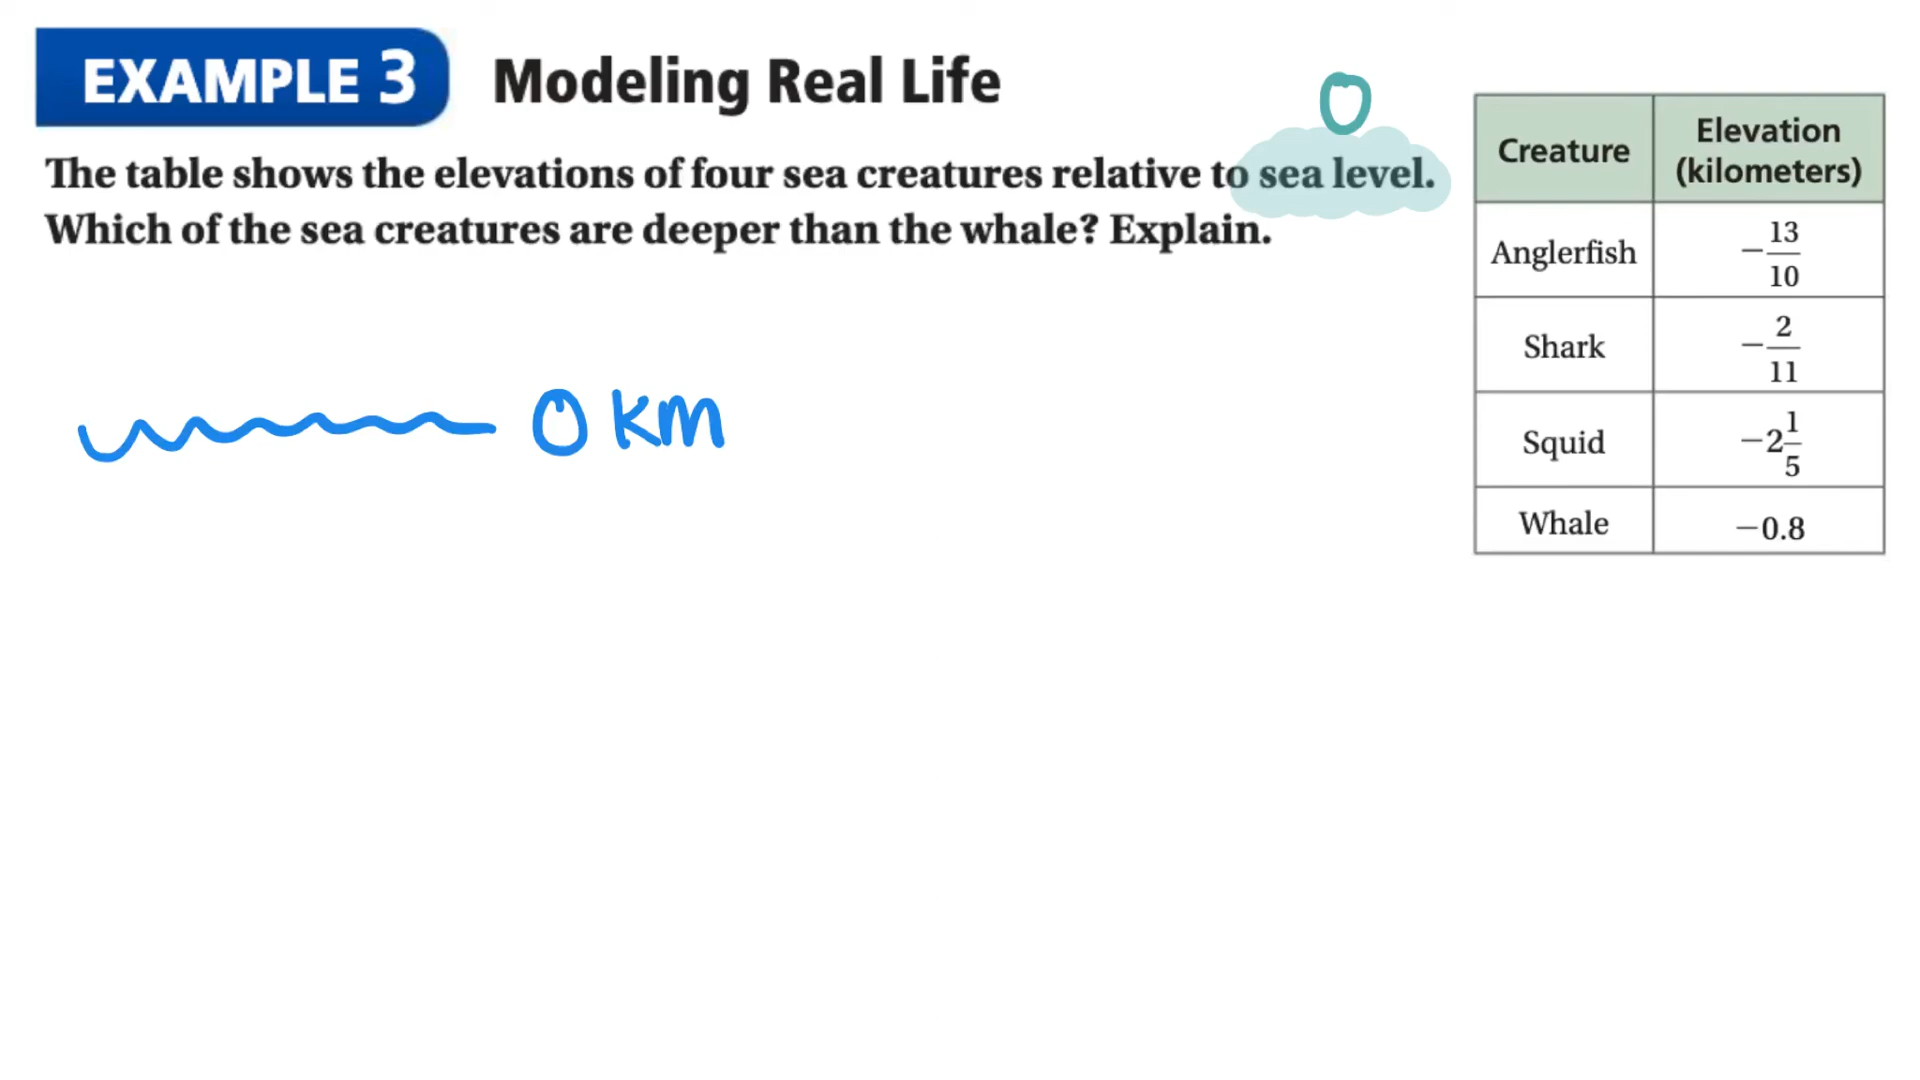 EXAMPLE 3 Modeling Real Life
0
The table shows the elevations of four sea creatures relative to sea level.
Which of the sea creatures are deeper than the whale? Explain.
0 km
Creature Elevation (kilometers)
Anglerfish −13/10
Shark −2/11
Squid −2 1/5
Whale −0.8